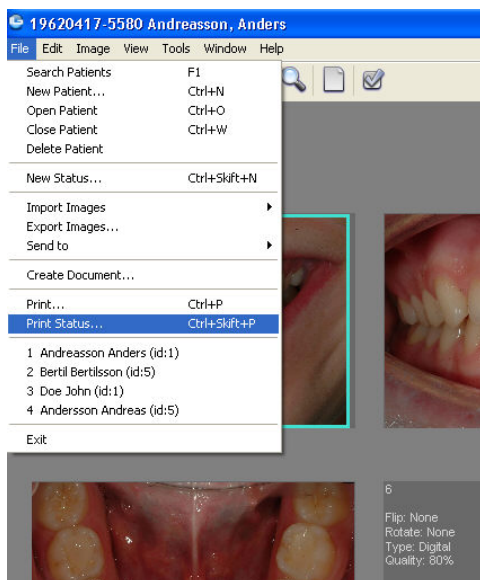 19620417-5580 Andreasson, Anders
File Edit Image View Tools Window Help
Search Patients F1
New Patient... Ctrl+N
Open Patient Ctrl+O
Close Patient Ctrl+W
Delete Patient
New Status... Ctrl+Skift+N
Import Images
Export Images...
Send to
Create Document...
Print... Ctrl+P
Print Status... Ctrl+Skift+P
1 Andreasson Anders (id:1)
2 Bertil Bertilsson (id:5)
3 Doe John (id:1)
4 Andersson Andreas (id:5)
Exit
6
Flip: None
Rotate: None
Type: Digital
Quality: 80%